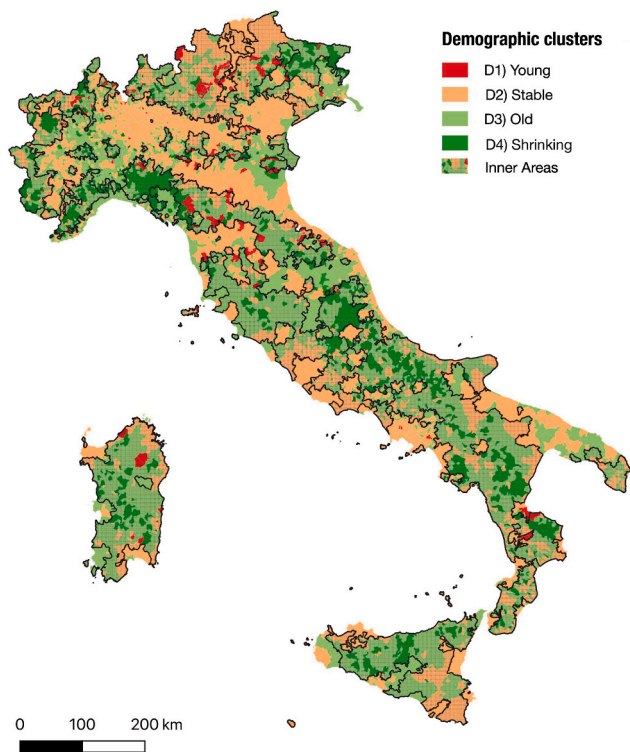 Demographic clusters
D1) Young
D2) Stable
D3) Old
D4) Shrinking
Inner Areas
0 100 200 km